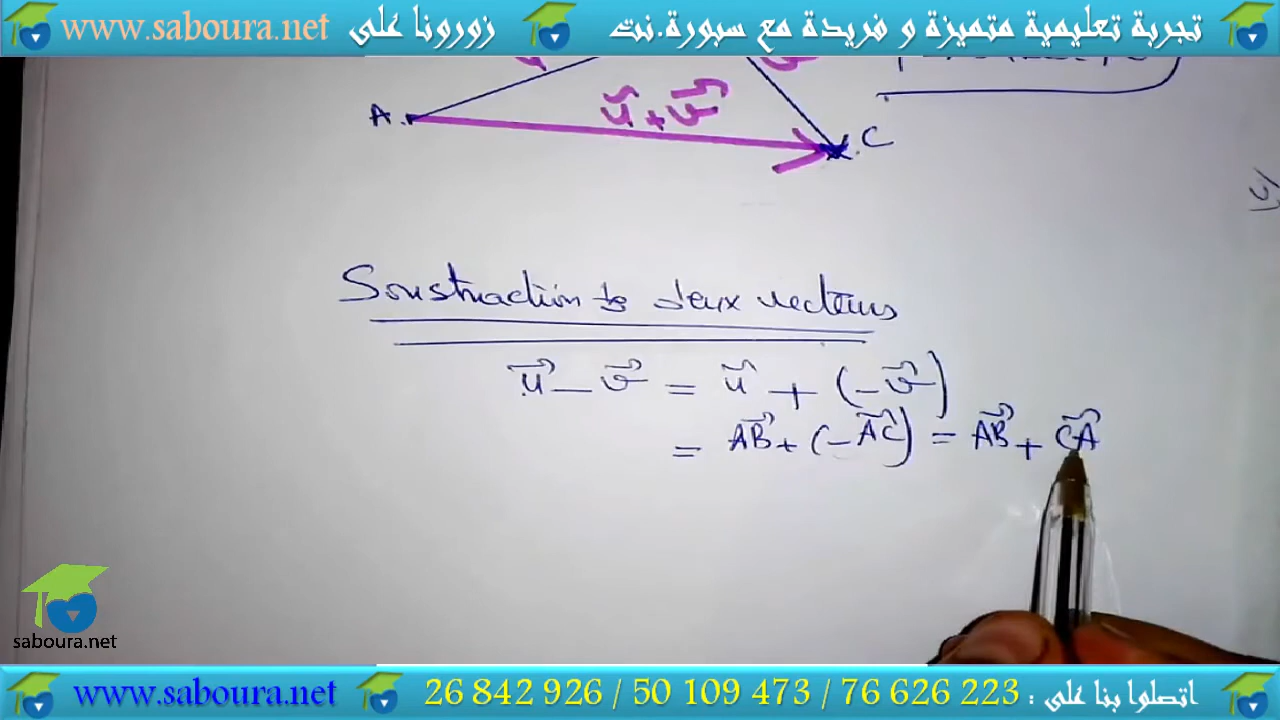 www.saboura.net زورونا على تجربة تعليمية متميزة و فريدة مع سبورة.نت
A.
u⃗ + v⃗
C
Soustraction de deux vecteurs
u⃗ − v⃗ = u⃗ + (−v⃗)
= AB⃗ + (−AC⃗) = AB⃗ + CA⃗
saboura.net
www.saboura.net 26 842 926 / 50 109 473 / 76 626 223 : اتصلوا بنا على